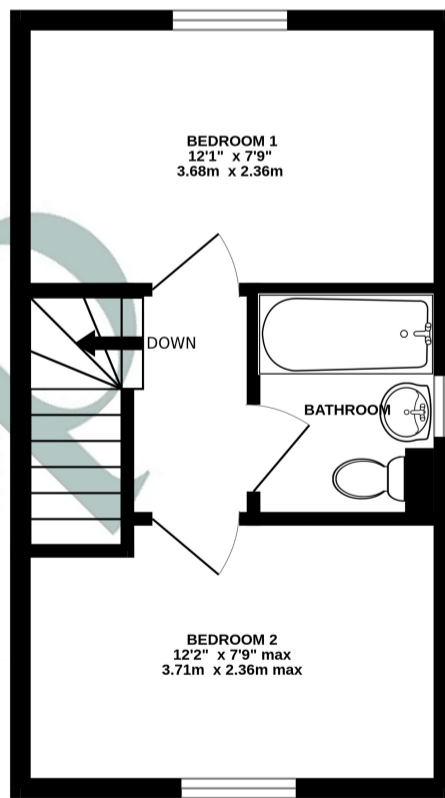 BEDROOM 1
12'1" x 7'9"
3.68m x 2.36m
DOWN
BATHROOM
BEDROOM 2
12'2" x 7'9" max
3.71m x 2.36m max